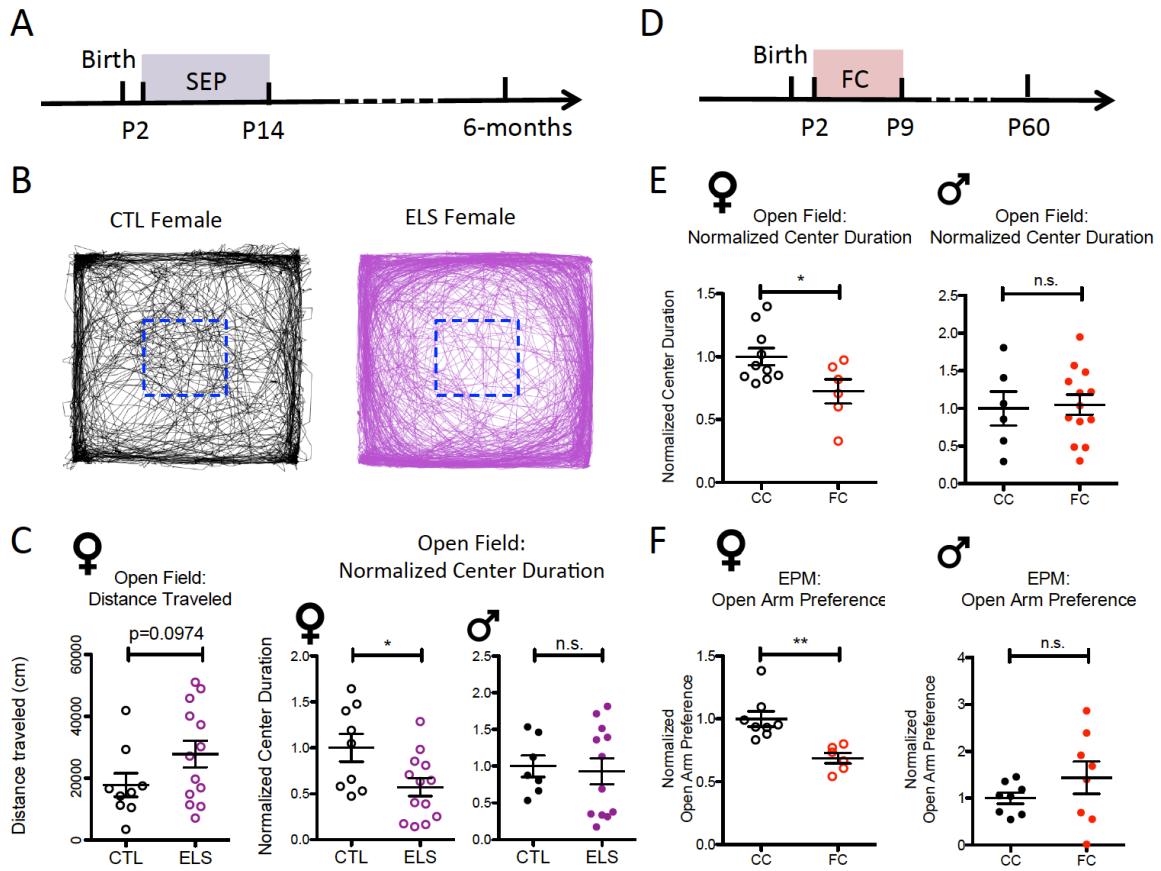 A
Birth
SEP
P2
P14
6-months
B
CTL Female
ELS Female
C
♀
Open Field:
Distance Traveled
p=0.0974
Distance traveled (cm)
60000
40000
20000
0
CTL
ELS
Open Field:
Normalized Center Duration
♀
*
Normalized Center Duration
2.0
1.5
1.0
0.5
0.0
CTL
ELS
♂
n.s.
2.5
2.0
1.5
1.0
0.5
0.0
CTL
ELS
D
Birth
FC
P2
P9
P60
E
♀
Open Field:
Normalized Center Duration
*
Normalized Center Duration
1.5
1.0
0.5
0.0
CC
FC
♂
Open Field:
Normalized Center Duration
n.s.
2.5
2.0
1.5
1.0
0.5
0.0
CC
FC
F
♀
EPM:
Open Arm Preference
**
Normalized
Open Arm Preference
1.5
1.0
0.5
0.0
CC
FC
♂
EPM:
Open Arm Preference
n.s.
Normalized
Open Arm Preference
4
3
2
1
0
CC
FC